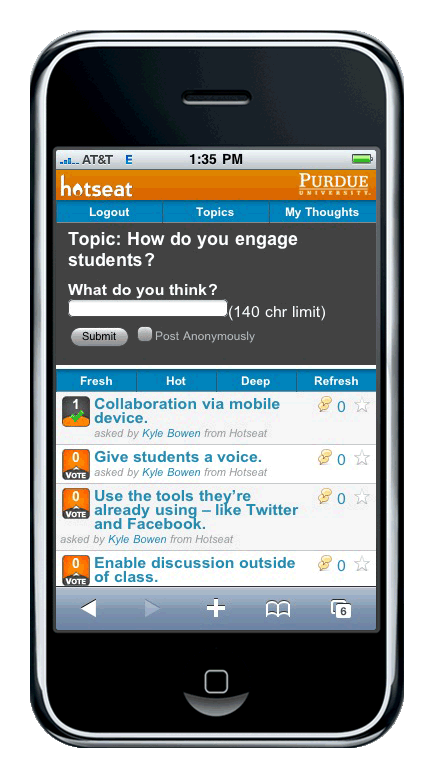 AT&T E 1:35 PM
hotseat PURDUE
UNIVERSITY.
Logout Topics My Thoughts
Topic: How do you engage
students?
What do you think?
(140 chr limit)
Submit Post Anonymously
Fresh Hot Deep Refresh
1 Collaboration via mobile 0
device.
asked by Kyle Bowen from Hotseat
0 Give students a voice. 0
VOTE asked by Kyle Bowen from Hotseat
0 Use the tools they're 0
VOTE already using – like Twitter
and Facebook.
asked by Kyle Bowen from Hotseat
0 Enable discussion outside 0
VOTE of class.
6